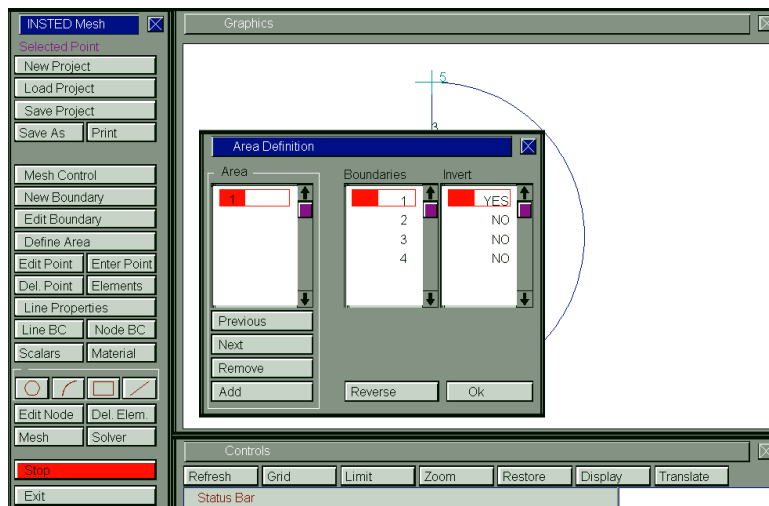 INSTED Mesh
Selected Point
New Project
Load Project
Save Project
Save As Print
Mesh Control
New Boundary
Edit Boundary
Define Area
Edit Point Enter Point
Del. Point Elements
Line Properties
Line BC Node BC
Scalars Material
Edit Node Del. Elem.
Mesh Solver
Stop
Exit
Graphics
5
3
Area Definition
Area Boundaries Invert
1 1 YES
2 NO
3 NO
4 NO
Previous
Next
Remove
Add Reverse Ok
Controls
Refresh Grid Limit Zoom Restore Display Translate
Status Bar